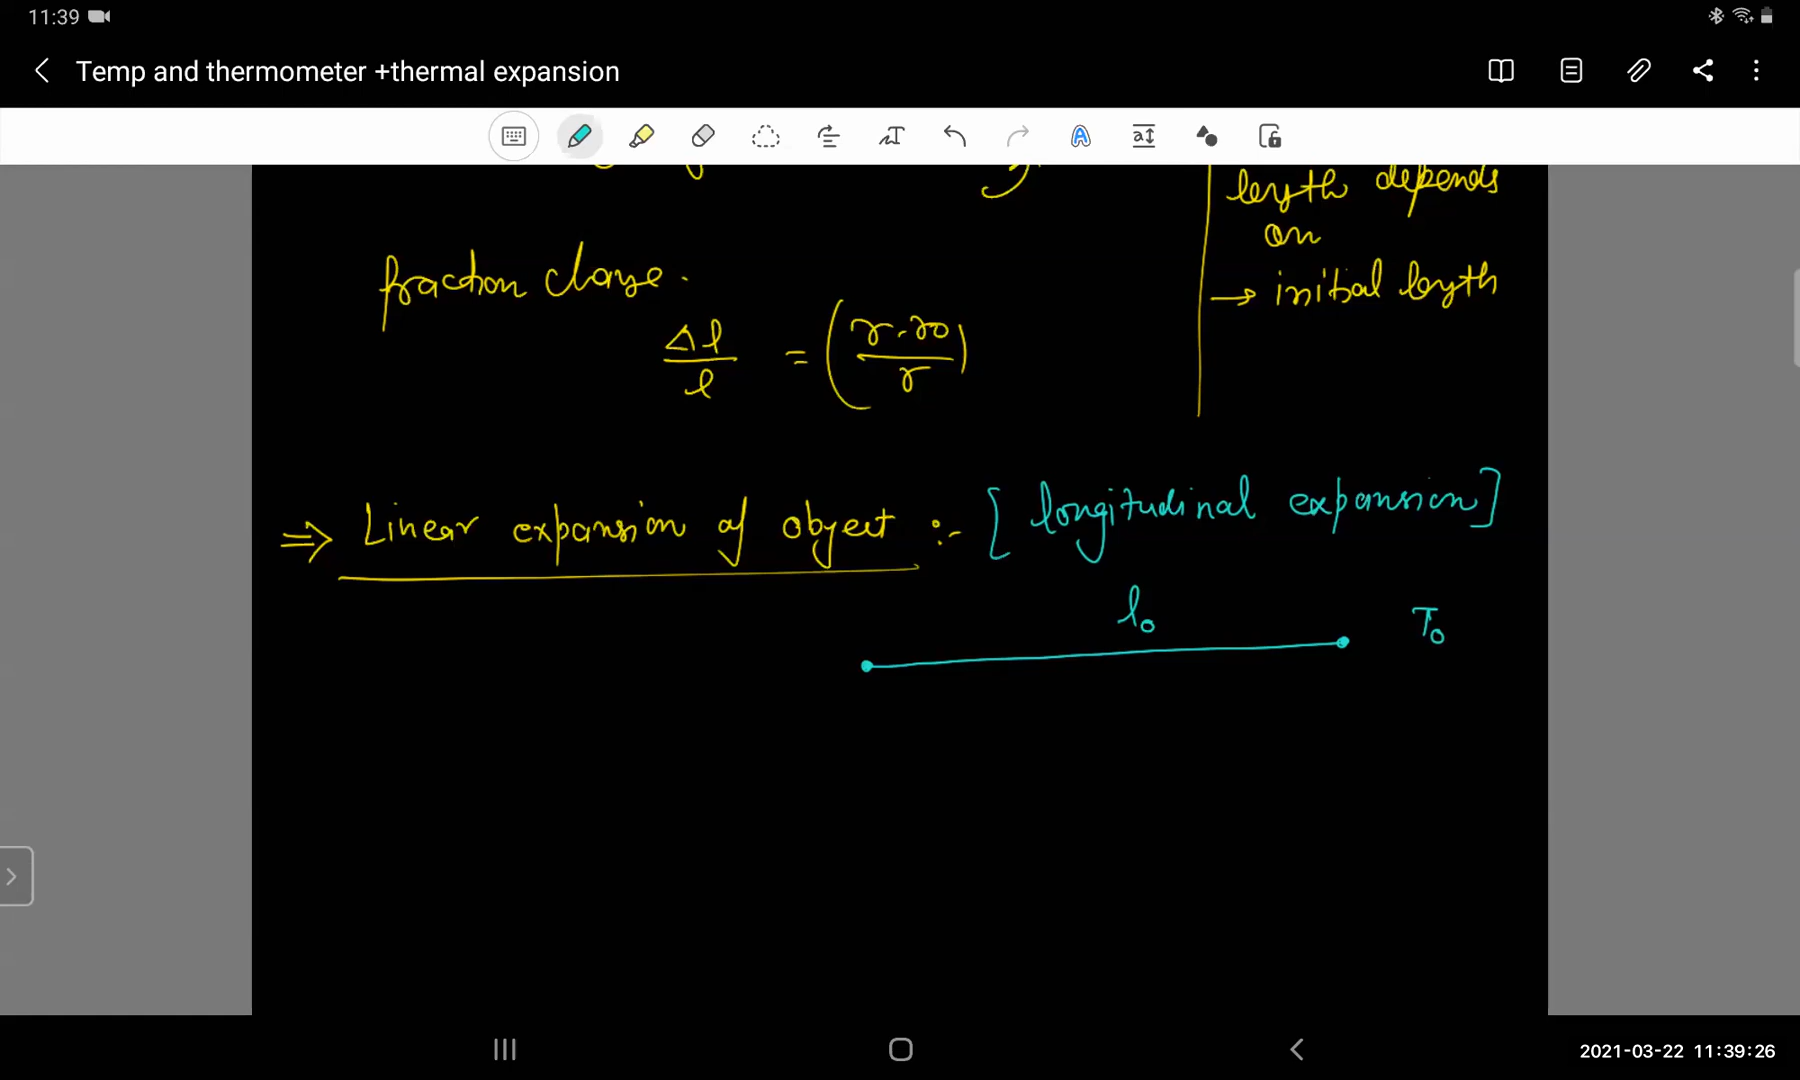 11:39
Temp and thermometer +thermal expansion
length depends
on
→ initial length
fraction change.
Δl/l = (r-r0/r)
⇒ Linear expansion of object :- [longitudinal expansion]
l₀ T₀
2021-03-22 11:39:26